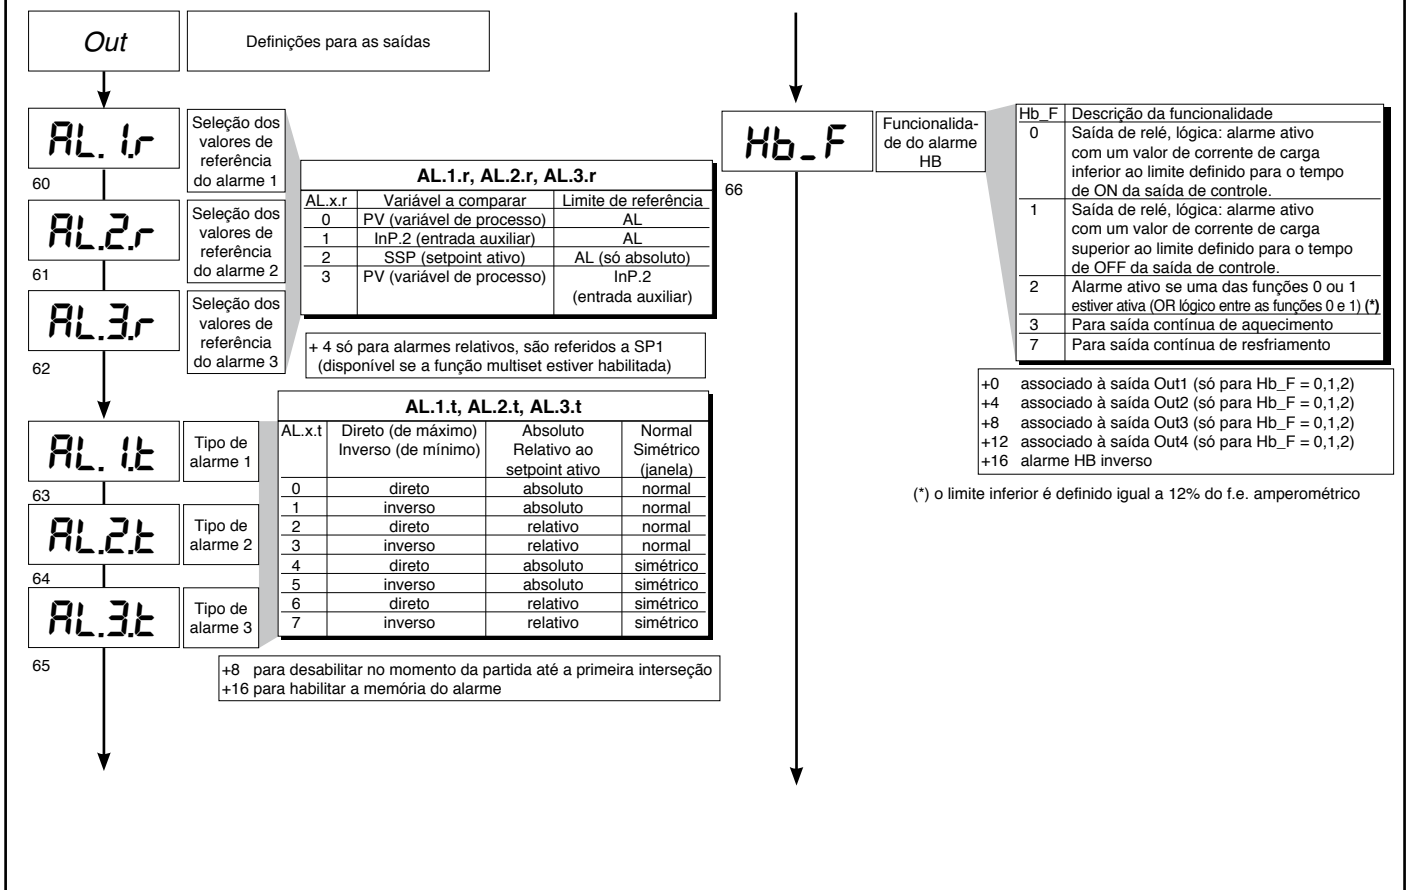 Out
Definições para as saídas
AL.1.r
60
Seleção dos
valores de
referência
do alarme 1
AL.2.r
61
Seleção dos
valores de
referência
do alarme 2
AL.3.r
62
Seleção dos
valores de
referência
do alarme 3
AL.1.r, AL.2.r, AL.3.r
AL.x.r Variável a comparar Limite de referência
0 PV (variável de processo) AL
1 InP.2 (entrada auxiliar) AL
2 SSP (setpoint ativo) AL (só absoluto)
3 PV (variável de processo) InP.2
(entrada auxiliar)
+ 4 só para alarmes relativos, são referidos a SP1
(disponível se a função multiset estiver habilitada)
AL.1.t
63
Tipo de
alarme 1
AL.2.t
64
Tipo de
alarme 2
AL.3.t
65
Tipo de
alarme 3
AL.1.t, AL.2.t, AL.3.t
AL.x.t Direto (de máximo) Absoluto Normal
Inverso (de mínimo) Relativo ao Simétrico
setpoint ativo (janela)
0 direto absoluto normal
1 inverso absoluto normal
2 direto relativo normal
3 inverso relativo normal
4 direto absoluto simétrico
5 inverso absoluto simétrico
6 direto relativo simétrico
7 inverso relativo simétrico
+8 para desabilitar no momento da partida até a primeira interseção
+16 para habilitar a memória do alarme
Hb_F
66
Funcionalida-
de do alarme
HB
Hb_F Descrição da funcionalidade
0 Saída de relé, lógica: alarme ativo
com um valor de corrente de carga
inferior ao limite definido para o tempo
de ON da saída de controle.
1 Saída de relé, lógica: alarme ativo
com um valor de corrente de carga
superior ao limite definido para o tempo
de OFF da saída de controle.
2 Alarme ativo se uma das funções 0 ou 1
estiver ativa (OR lógico entre as funções 0 e 1) (*)
3 Para saída contínua de aquecimento
7 Para saída contínua de resfriamento
+0 associado à saída Out1 (só para Hb_F = 0,1,2)
+4 associado à saída Out2 (só para Hb_F = 0,1,2)
+8 associado à saída Out3 (só para Hb_F = 0,1,2)
+12 associado à saída Out4 (só para Hb_F = 0,1,2)
+16 alarme HB inverso
(*) o limite inferior é definido igual a 12% do f.e. amperométrico